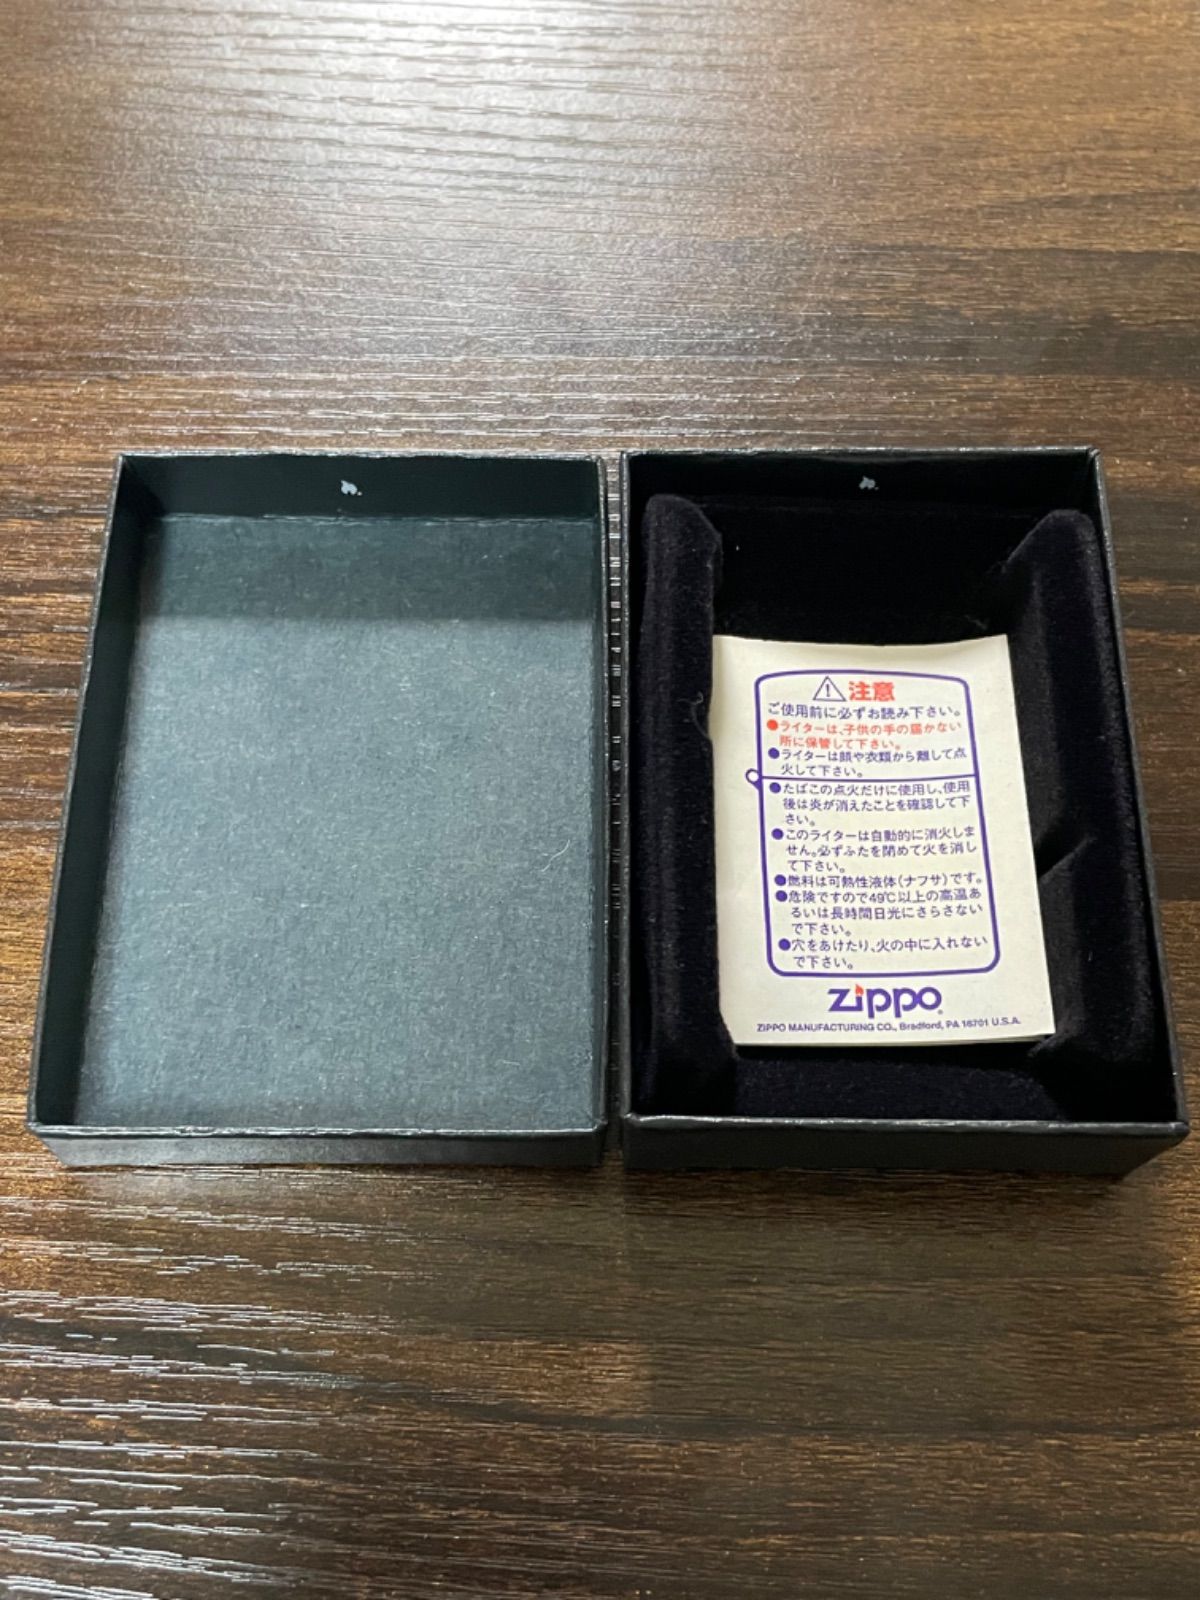 注意
ご使用前に必ずお読み下さい。
●ライターは、子供の手の届かない
所に保管して下さい。
●ライターは顔や衣類から離して点
火して下さい。
●たばこの点火だけに使用し、使用
後は炎が消えたことを確認して下
さい。
●このライターは自動的に消火しま
せん。必ずふたを閉めて火を消し
て下さい。
●燃料は可熱性液体(ナフサ)です。
●危険ですので49℃以上の高温あ
るいは長時間日光にさらさない
で下さい。
●穴をあけたり、火の中に入れない
で下さい。
zippo
ZIPPO MANUFACTURING CO., Bradford, PA 16701 U.S.A.